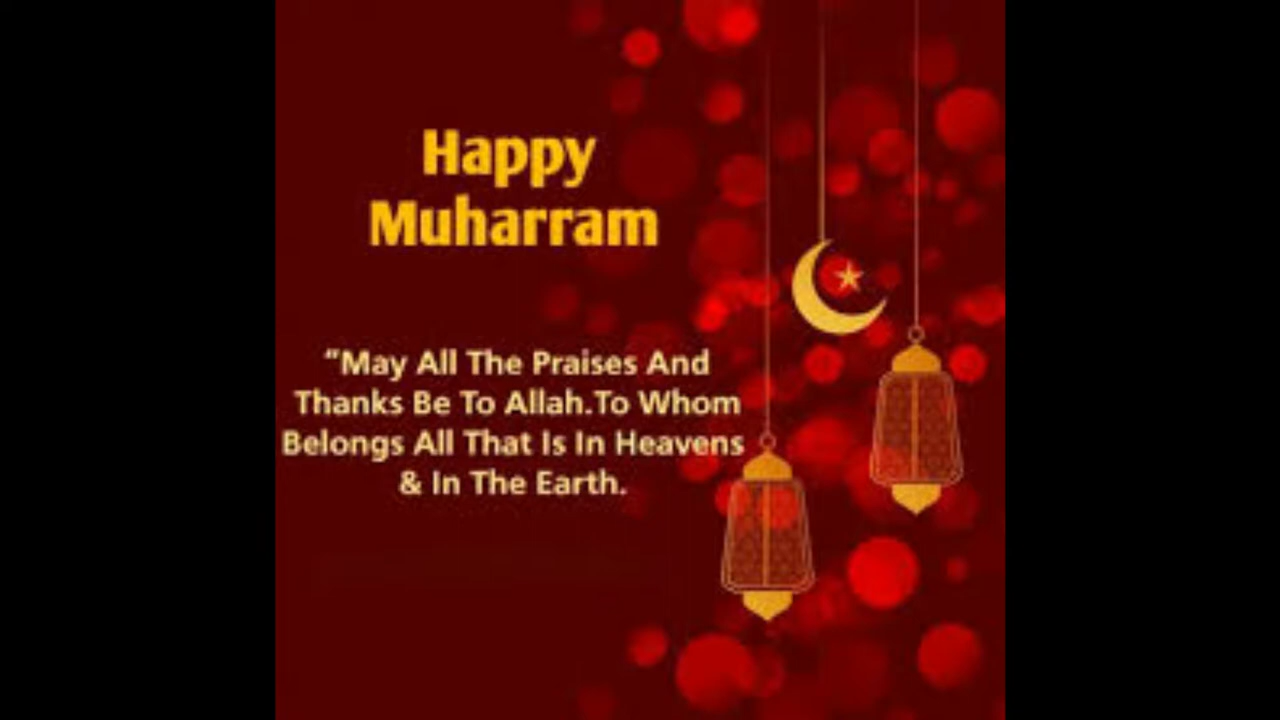 Happy
Muharram
“May All The Praises And
Thanks Be To Allah.To Whom
Belongs All That Is In Heavens
& In The Earth.